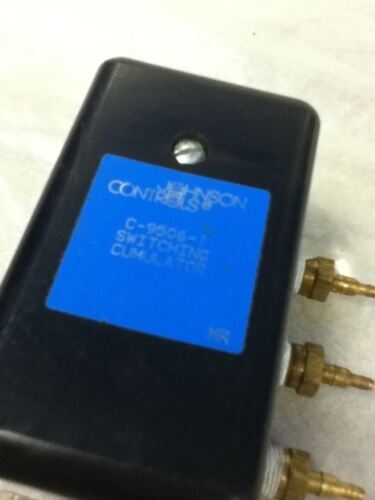 JOHNSON
CONTROLS®
C-9506-1
SWITCHING
CUMULATOR
MR